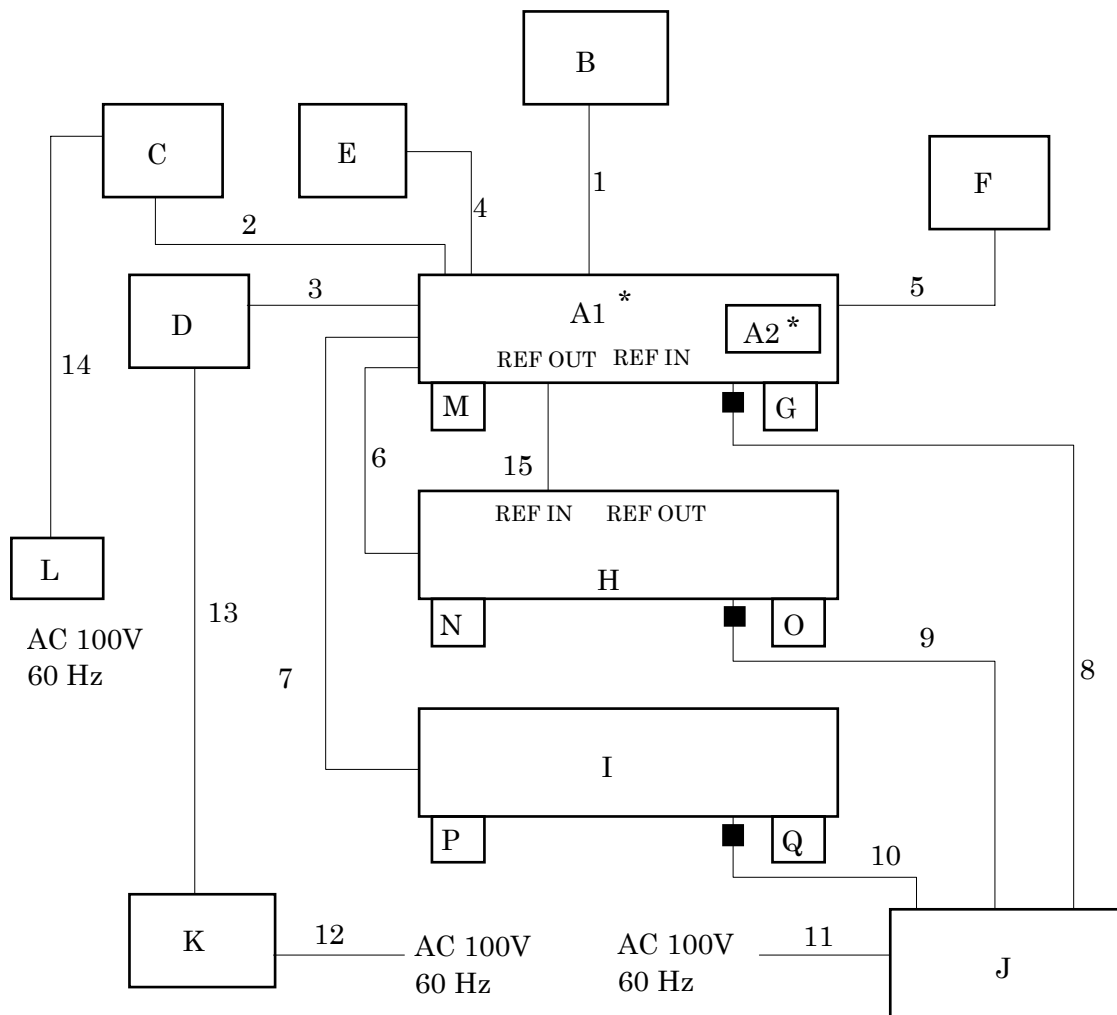 B
C
E
F
1
2
4
3
5
D
A1 *
A2 *
REF OUT
REF IN
14
M
G
6
15
REF IN
REF OUT
L
H
13
N
O
AC 100V
60 Hz
9
7
8
I
P
Q
10
K
12
AC 100V
60 Hz
AC 100V
60 Hz
11
J